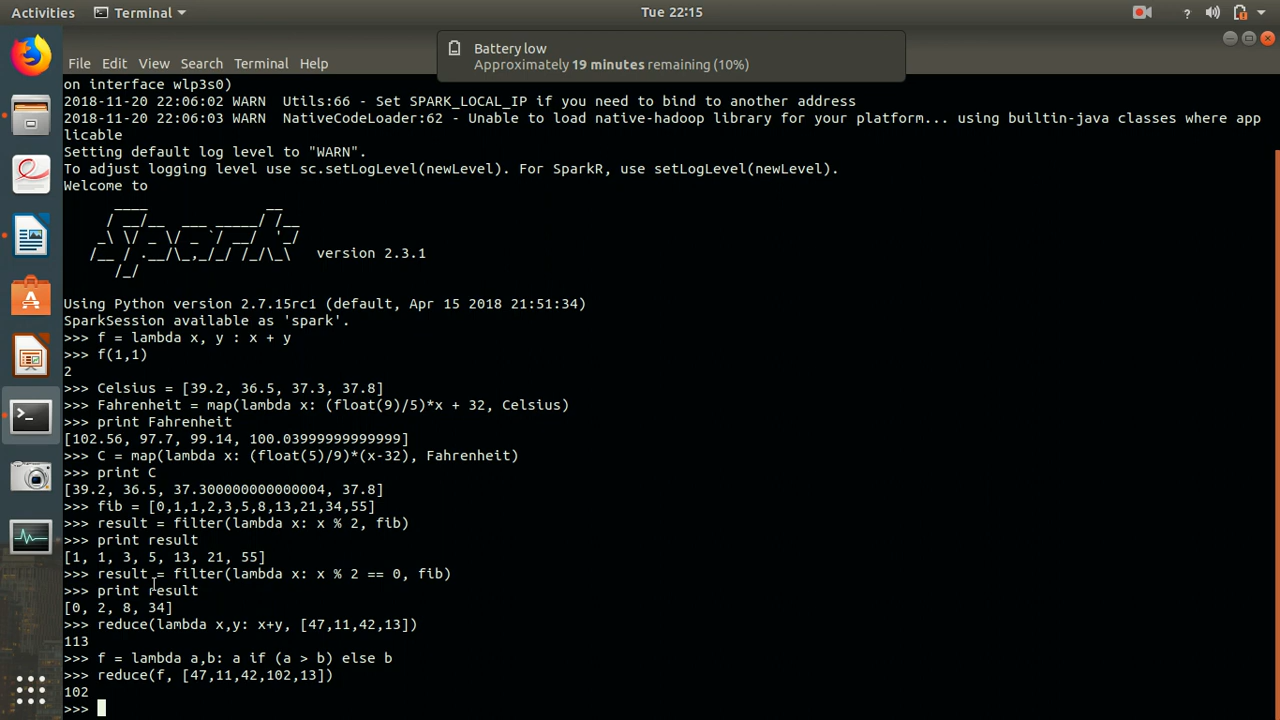 Activities Terminal Tue 22:15
Battery low
Approximately 19 minutes remaining (10%)
File Edit View Search Terminal Help
on interface wlp3s0)
2018-11-20 22:06:02 WARN  Utils:66 - Set SPARK_LOCAL_IP if you need to bind to another address
2018-11-20 22:06:03 WARN  NativeCodeLoader:62 - Unable to load native-hadoop library for your platform... using builtin-java classes where app
licable
Setting default log level to "WARN".
To adjust logging level use sc.setLogLevel(newLevel). For SparkR, use setLogLevel(newLevel).
Welcome to
Spark
version 2.3.1
Using Python version 2.7.15rc1 (default, Apr 15 2018 21:51:34)
SparkSession available as 'spark'.
>>> f = lambda x, y : x + y
>>> f(1,1)
2
>>> Celsius = [39.2, 36.5, 37.3, 37.8]
>>> Fahrenheit = map(lambda x: (float(9)/5)*x + 32, Celsius)
>>> print Fahrenheit
[102.56, 97.7, 99.14, 100.03999999999999]
>>> C = map(lambda x: (float(5)/9)*(x-32), Fahrenheit)
>>> print C
[39.2, 36.5, 37.300000000000004, 37.8]
>>> fib = [0,1,1,2,3,5,8,13,21,34,55]
>>> result = filter(lambda x: x % 2, fib)
>>> print result
[1, 1, 3, 5, 13, 21, 55]
>>> result = filter(lambda x: x % 2 == 0, fib)
>>> print result
[0, 2, 8, 34]
>>> reduce(lambda x,y: x+y, [47,11,42,13])
113
>>> f = lambda a,b: a if (a > b) else b
>>> reduce(f, [47,11,42,102,13])
102
>>>